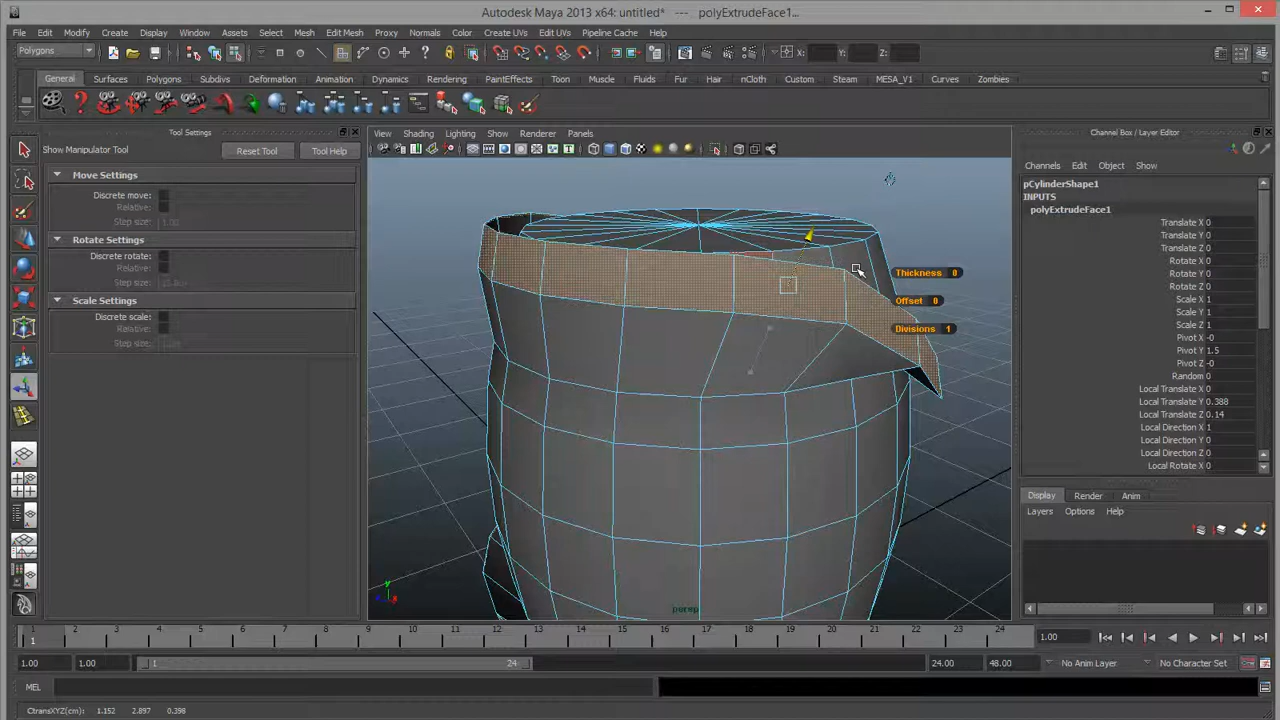 Autodesk Maya 2013 x64: untitled* --- polyExtrudeFace1...
File Edit Modify Create Display Window Assets Select Mesh Edit Mesh Proxy Normals Color Create UVs Edit UVs Pipeline Cache Help
Polygons X: Y: Z:
General Surfaces Polygons Subdivs Deformation Animation Dynamics Rendering PaintEffects Toon Muscle Fluids Fur Hair nCloth Custom Steam MESA_V1 Curves Zombies
Tool Settings
Show Manipulator Tool Reset Tool Tool Help
Move Settings
Discrete move:
Relative:
Step size: 1.00
Rotate Settings
Discrete rotate:
Relative:
Scale Settings
Discrete scale:
Relative:
View Shading Lighting Show Renderer Panels
Thickness 0
Offset 0
Divisions 1
y
x
persp
Channel Box / Layer Editor
Channels Edit Object Show
pCylinderShape1
INPUTS
polyExtrudeFace1
Translate X 0
Translate Y 0
Translate Z 0
Rotate X 0
Rotate Y 0
Rotate Z 0
Scale X 1
Scale Y 1
Scale Z 1
Pivot X -0
Pivot Y 1.5
Pivot Z -0
Random 0
Local Translate X 0
Local Translate Y 0.388
Local Translate Z 0.14
Local Direction X 1
Local Direction Y 0
Local Direction Z 0
Local Rotate X 0
Display Render Anim
Layers Options Help
1 2 3 4 5 6 7 8 9 10 11 12 13 14 15 16 17 18 19 20 21 22 23 24
1 1.00
1.00 1.00 1 24 24.00 48.00 No Anim Layer No Character Set
MEL
CtransXYZ(cm): 1.152 2.897 0.398